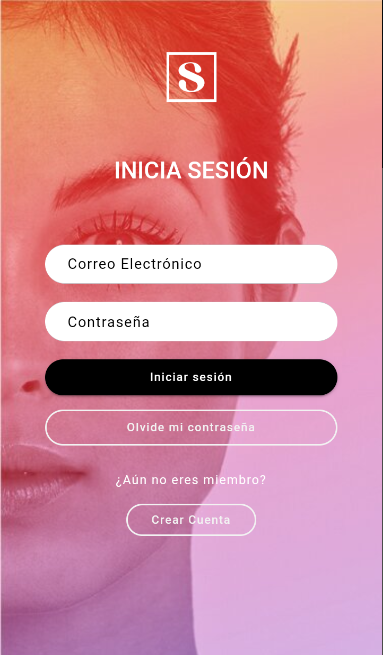 S
INICIA SESIÓN
Correo Electrónico
Contraseña
Iniciar sesión
Olvide mi contraseña
¿Aún no eres miembro?
Crear Cuenta